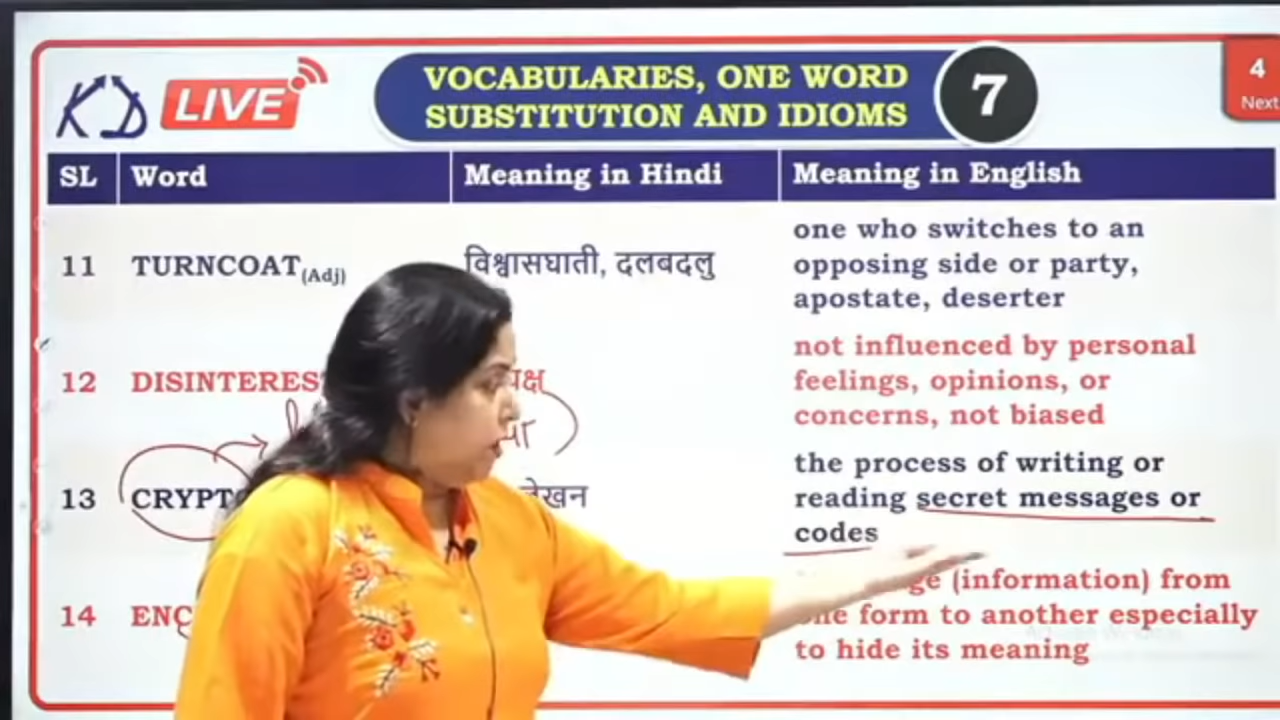 KD LIVE
VOCABULARIES, ONE WORD
SUBSTITUTION AND IDIOMS
7
4
Next
SL Word Meaning in Hindi Meaning in English
11 TURNCOAT(Adj) विश्वासघाती, दलबदलु
one who switches to an
opposing side or party,
apostate, deserter
12
not influenced by personal
feelings, opinions, or
concerns, not biased
13
the process of writing or
reading secret messages or
codes
14
(information) from
form to another especially
to hide its meaning